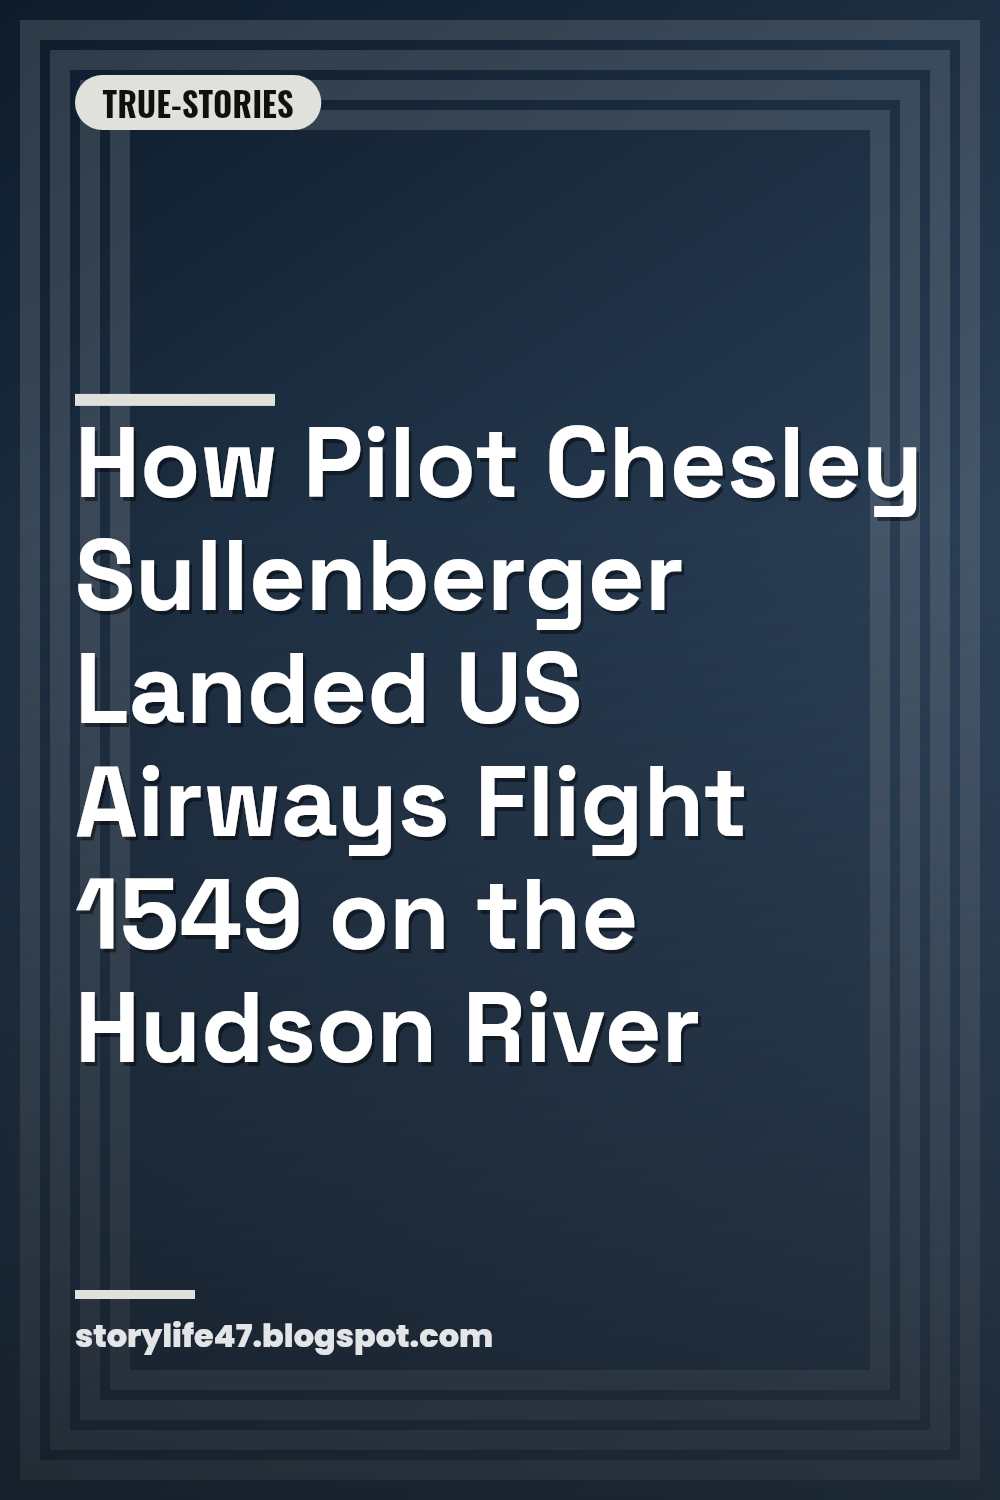 TRUE-STORIES
How Pilot Chesley
Sullenberger
Landed US
Airways Flight
1549 on the
Hudson River
storylife47.blogspot.com